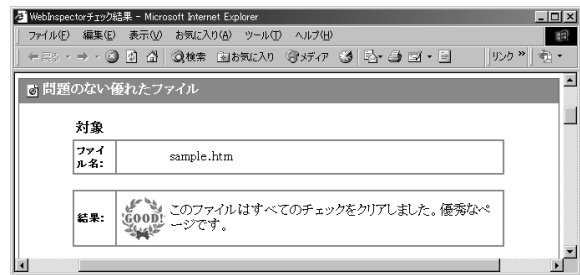 WebInspectorチェック結果 - Microsoft Internet Explorer
ファイル(F) 編集(E) 表示(V) お気に入り(A) ツール(T) ヘルプ(H)
戻る 検索 お気に入り メディア リンク »
問題のない優れたファイル
対象
ファイ
ル名:
sample.htm
結果:
GOOD!
このファイルはすべてのチェックをクリアしました。優秀なペ
ージです。